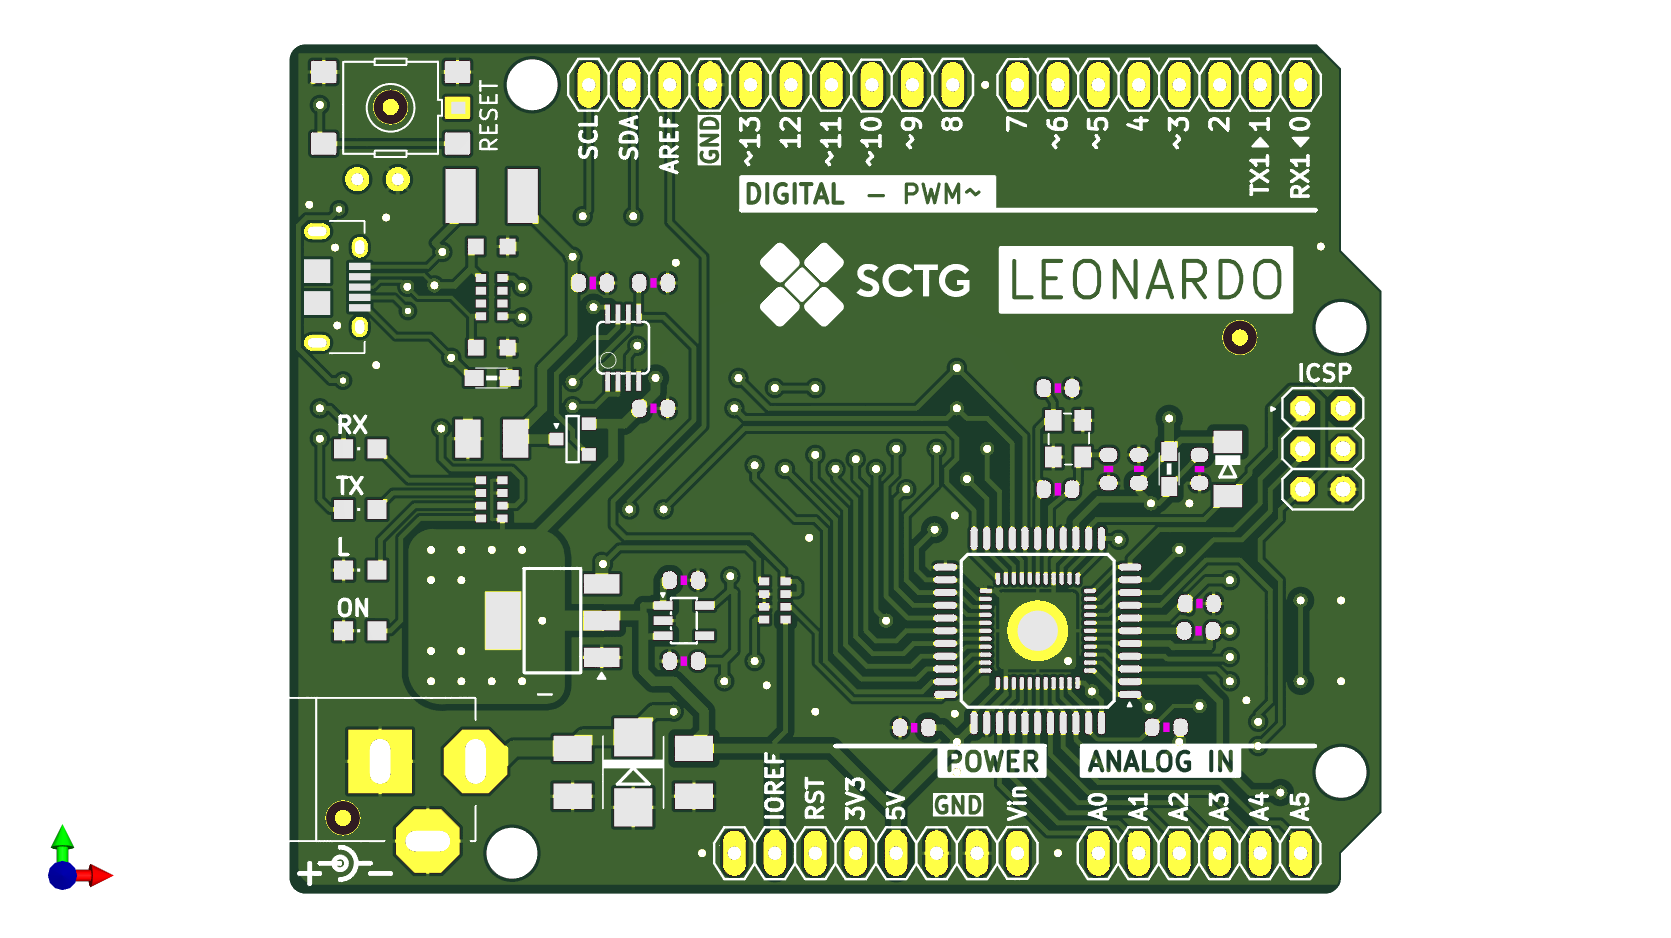 RESET
SCL
SDA
AREF
GND
~13
12
~11
~10
~9
8
7
~6
~5
4
~3
2
TX1▶1
RX1◀0
DIGITAL - PWM~
SCTG
LEONARDO
ICSP
RX
TX
L
ON
POWER
ANALOG IN
IOREF
RST
3V3
5V
GND
Vin
A0
A1
A2
A3
A4
A5
+ -